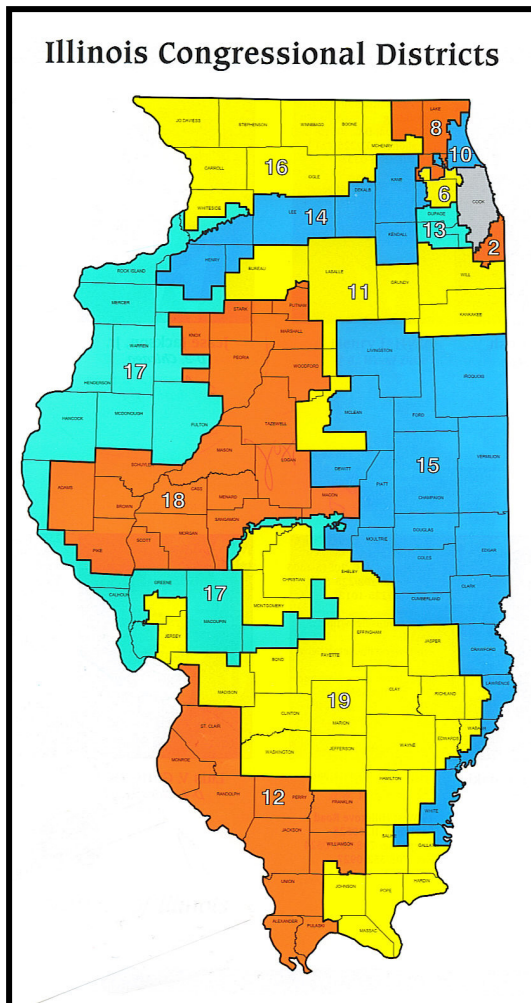 Illinois Congressional Districts
JO DAVIESS
STEPHENSON
WINNEBAGO
BOONE
MCHENRY
LAKE
8
10
CARROLL
16
OGLE
DEKALB
KANE
6
COOK
WHITESIDE
LEE
14
DUPAGE
13
KENDALL
2
ROCK ISLAND
HENRY
BUREAU
LASALLE
11
GRUNDY
WILL
KANKAKEE
MERCER
STARK
PUTNAM
KNOX
MARSHALL
WARREN
17
PEORIA
WOODFORD
LIVINGSTON
IROQUOIS
HENDERSON
HANCOCK
MCDONOUGH
FULTON
TAZEWELL
MCLEAN
FORD
MASON
LOGAN
VERMILION
SCHUYLER
DEWITT
15
ADAMS
CASS
18
MENARD
PIATT
CHAMPAIGN
BROWN
MACON
SANGAMON
PIKE
SCOTT
MORGAN
MOULTRIE
DOUGLAS
EDGAR
COLES
SHELBY
CHRISTIAN
GREENE
17
CALHOUN
MONTGOMERY
CLARK
CUMBERLAND
MACOUPIN
JERSEY
EFFINGHAM
JASPER
CRAWFORD
BOND
FAYETTE
MADISON
19
CLAY
RICHLAND
LAWRENCE
CLINTON
MARION
ST. CLAIR
WAYNE
EDWARDS
WABASH
WASHINGTON
JEFFERSON
MONROE
RANDOLPH
12
PERRY
FRANKLIN
HAMILTON
WHITE
JACKSON
WILLIAMSON
UNION
JOHNSON
POPE
HARDIN
ALEXANDER
PULASKI
MASSAC